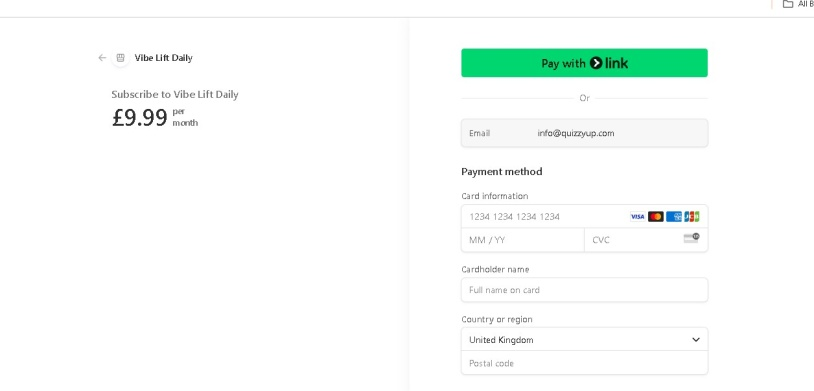 All B
Vibe Lift Daily
Subscribe to Vibe Lift Daily
£9.99 per month
Pay with link
Or
Email info@quizzyup.com
Payment method
Card information
1234 1234 1234 1234 VISA JCB
MM / YY CVC
Cardholder name
Full name on card
Country or region
United Kingdom
Postal code